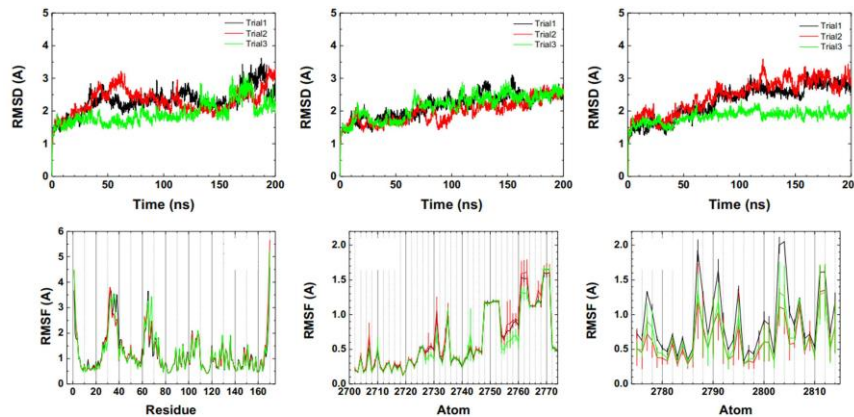 Trial1 Trial1 Trial1
Trial2 Trial2 Trial2
Trial3 Trial3 Trial3
RMSD (A) RMSD (A) RMSD (A)
5 5 5
4 4 4
3 3 3
2 2 2
1 1 1
0 0 0
0 50 100 150 200 0 50 100 150 200 0 50 100 150 200
Time (ns) Time (ns) Time (ns)
RMSF (A) RMSF (A) RMSF (A)
6 2.0 2.0
5 1.5 1.5
4 1.0 1.0
3 0.5 0.5
2 0.0 0.0
1
0
0 20 40 60 80 100 120 140 160 2700 2710 2720 2730 2740 2750 2760 2770 2780 2790 2800 2810
Residue Atom Atom